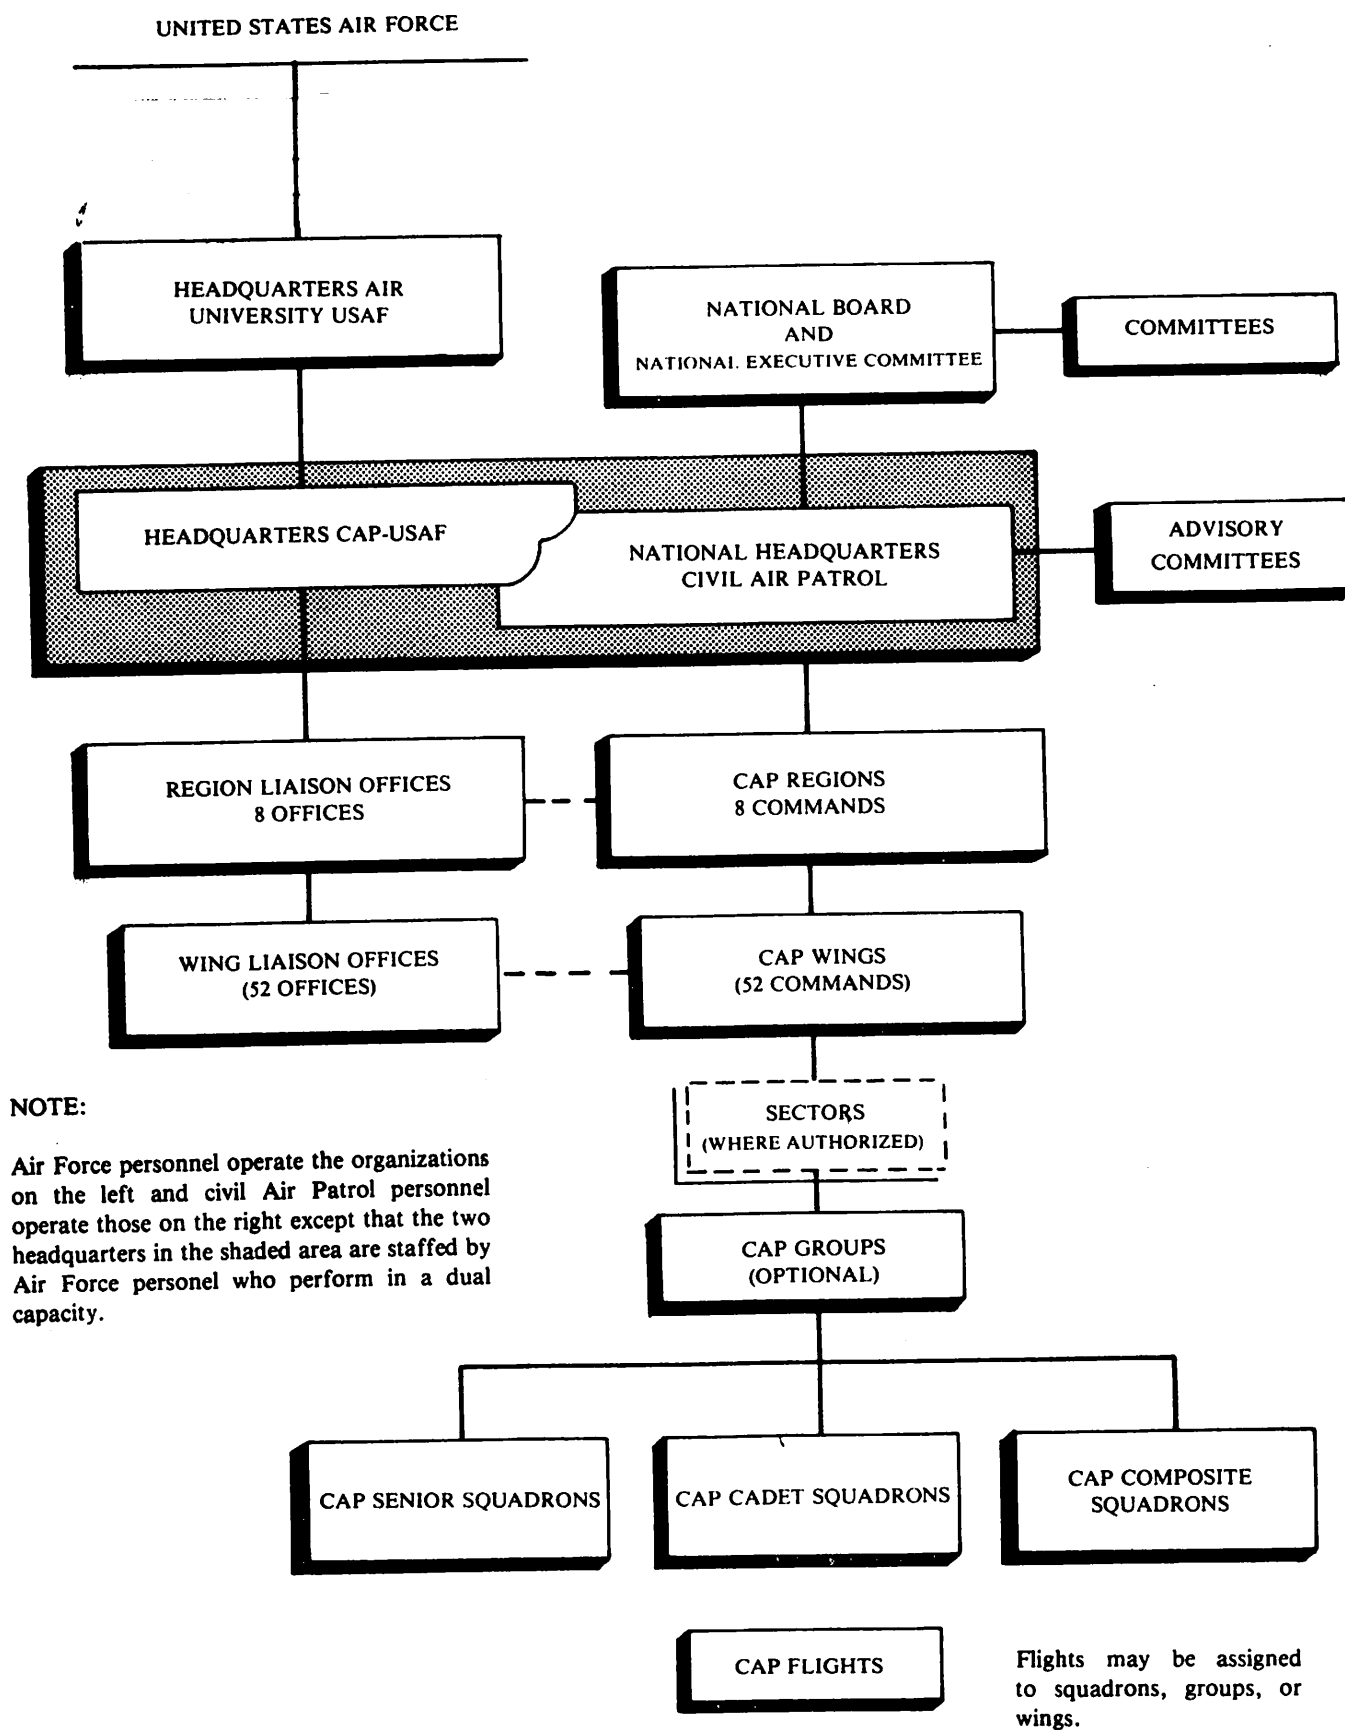 UNITED STATES AIR FORCE
HEADQUARTERS AIR
UNIVERSITY USAF
NATIONAL BOARD
AND
NATIONAL EXECUTIVE COMMITTEE
COMMITTEES
HEADQUARTERS CAP-USAF
NATIONAL HEADQUARTERS
CIVIL AIR PATROL
ADVISORY
COMMITTEES
REGION LIAISON OFFICES
8 OFFICES
CAP REGIONS
8 COMMANDS
WING LIAISON OFFICES
(52 OFFICES)
CAP WINGS
(52 COMMANDS)
SECTORS
(WHERE AUTHORIZED)
NOTE:
Air Force personnel operate the organizations
on the left and civil Air Patrol personnel
operate those on the right except that the two
headquarters in the shaded area are staffed by
Air Force personel who perform in a dual
capacity.
CAP GROUPS
(OPTIONAL)
CAP SENIOR SQUADRONS
CAP CADET SQUADRONS
CAP COMPOSITE
SQUADRONS
CAP FLIGHTS
Flights may be assigned
to squadrons, groups, or
wings.